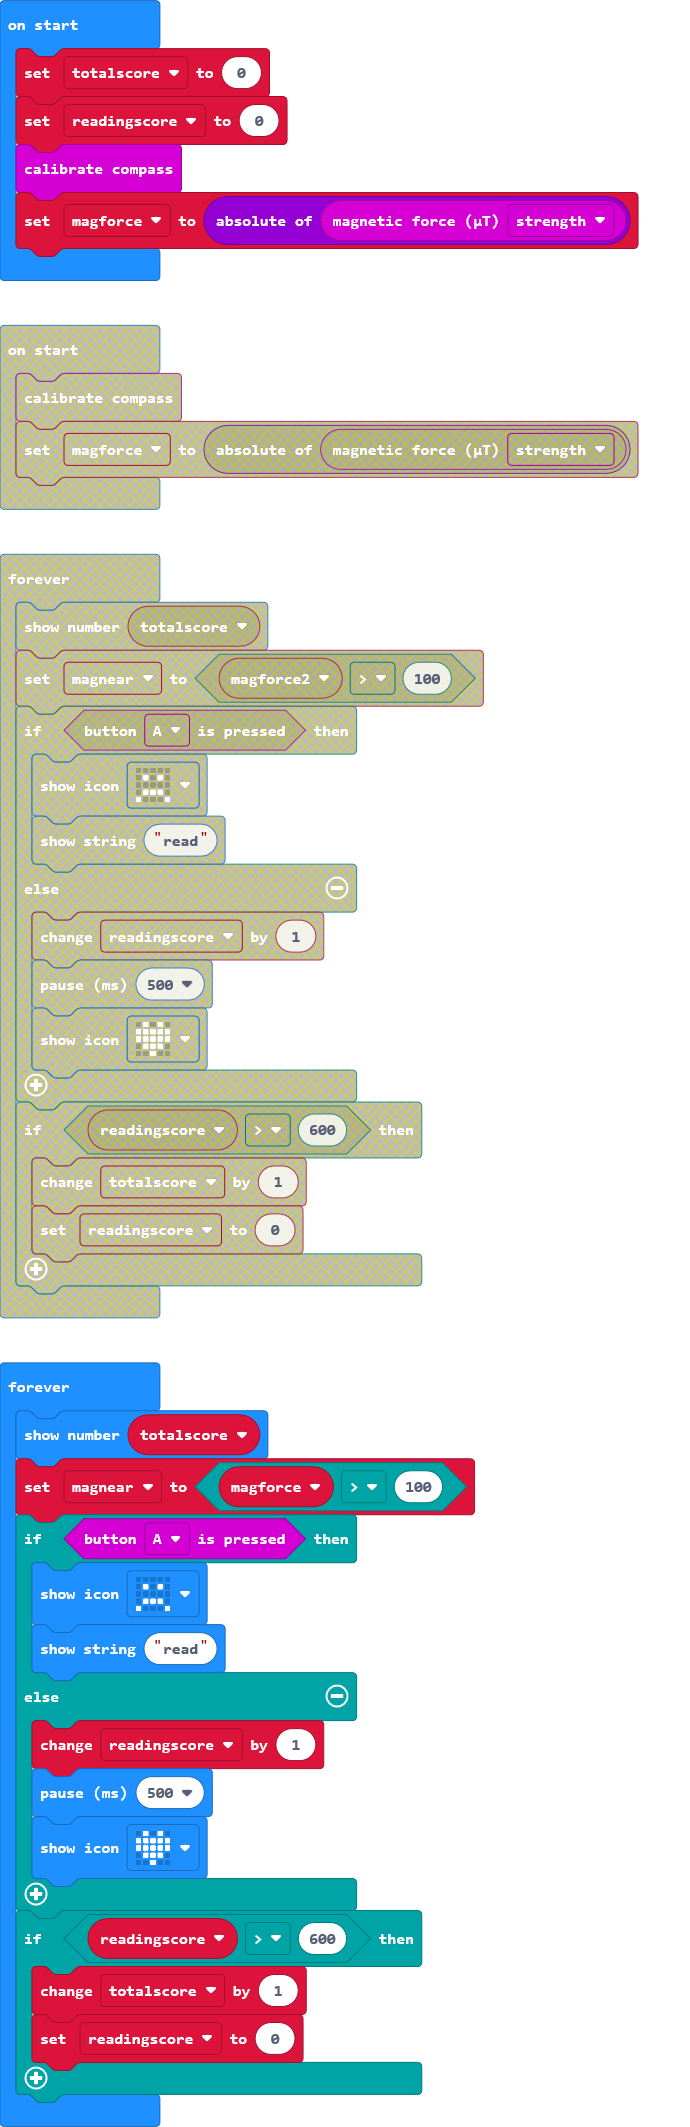 on start
set totalscore to 0
set readingscore to 0
calibrate compass
set magforce to absolute of magnetic force (µT) strength
on start
calibrate compass
set magforce to absolute of magnetic force (µT) strength
forever
show number totalscore
set magnear to magforce2 > 100
if button A is pressed then
show icon
show string "read"
else
change readingscore by 1
pause (ms) 500
show icon
if readingscore > 600 then
change totalscore by 1
set readingscore to 0
forever
show number totalscore
set magnear to magforce > 100
if button A is pressed then
show icon
show string "read"
else
change readingscore by 1
pause (ms) 500
show icon
if readingscore > 600 then
change totalscore by 1
set readingscore to 0